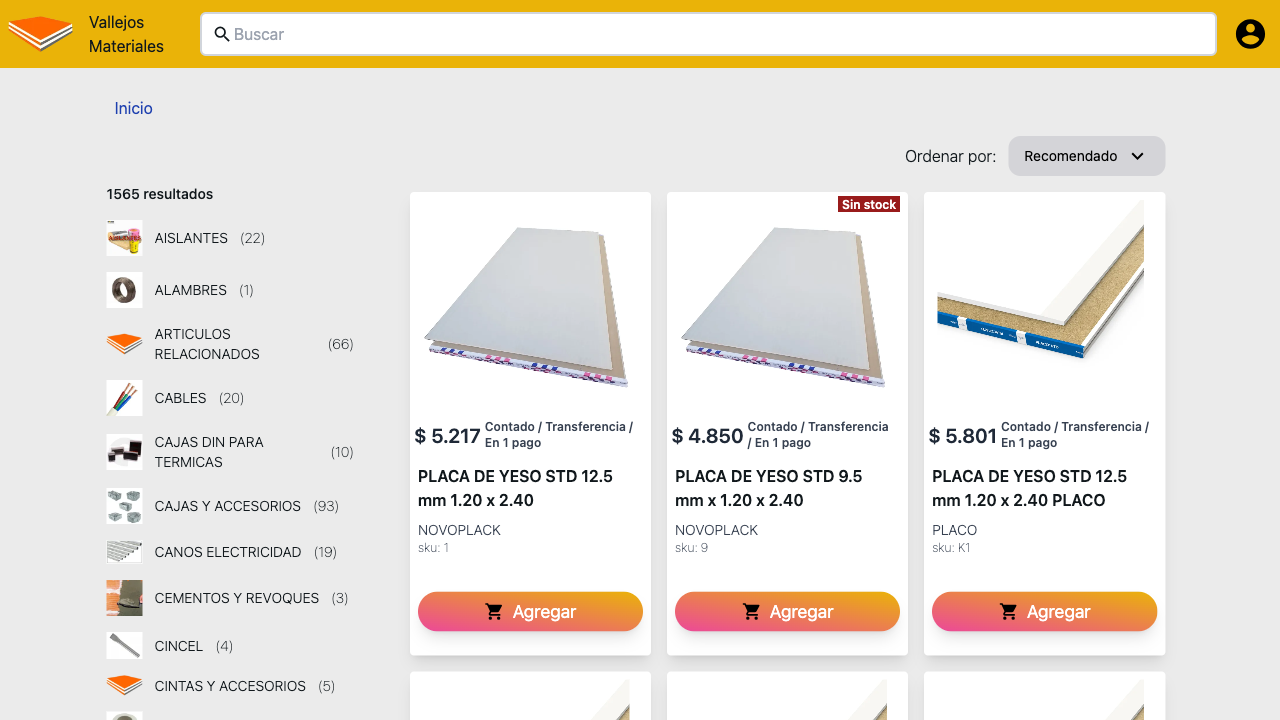 Vallejos
Materiales
Buscar
Inicio
Ordenar por:
Recomendado
1565 resultados
AISLANTES (22)
ALAMBRES (1)
ARTICULOS
RELACIONADOS
(66)
CABLES (20)
CAJAS DIN PARA
TERMICAS
(10)
CAJAS Y ACCESORIOS (93)
CANOS ELECTRICIDAD (19)
CEMENTOS Y REVOQUES (3)
CINCEL (4)
CINTAS Y ACCESORIOS (5)
$ 5.217
Contado / Transferencia /
En 1 pago
PLACA DE YESO STD 12.5
mm 1.20 x 2.40
NOVOPLACK
sku: 1
Agregar
Sin stock
$ 4.850
Contado / Transferencia
/ En 1 pago
PLACA DE YESO STD 9.5
mm x 1.20 x 2.40
NOVOPLACK
sku: 9
Agregar
$ 5.801
Contado / Transferencia /
En 1 pago
PLACA DE YESO STD 12.5
mm 1.20 x 2.40 PLACO
PLACO
sku: K1
Agregar